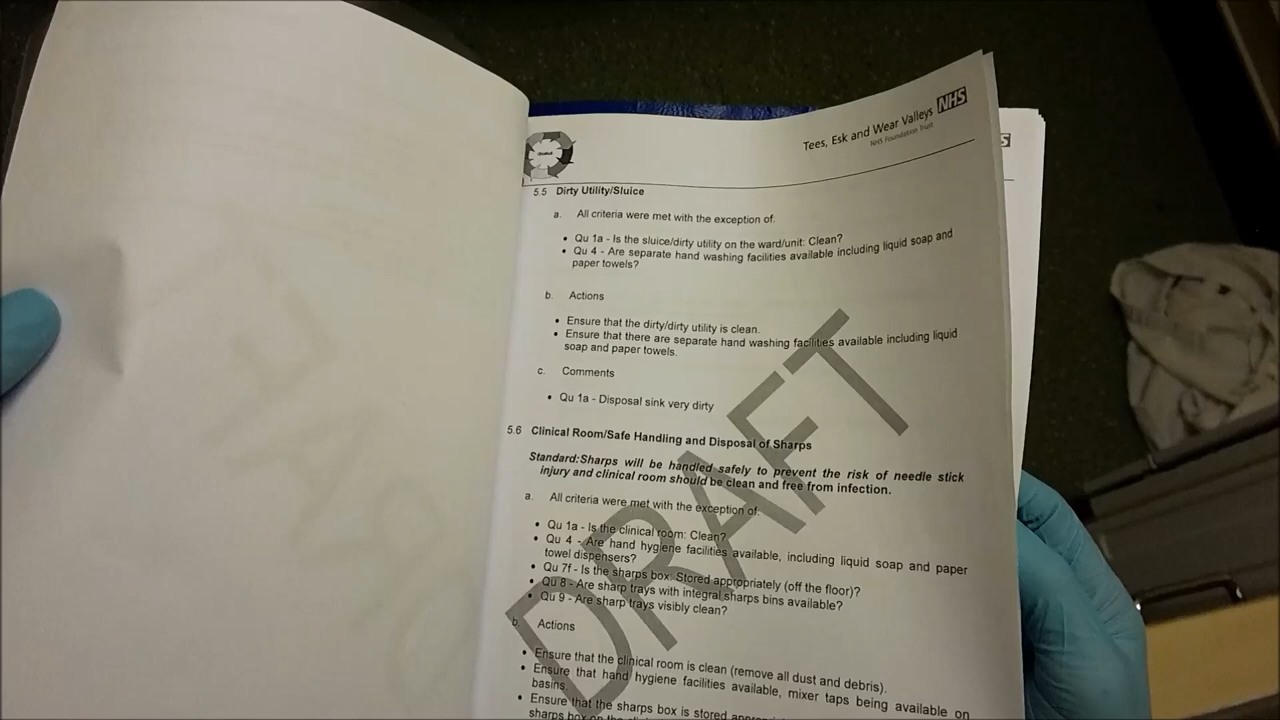 Tees, Esk and Wear Valleys NHS
NHS Foundation Trust
5.5 Dirty Utility/Sluice
a. All criteria were met with the exception of:
• Qu 1a - Is the sluice/dirty utility on the ward/unit: Clean?
• Qu 4 - Are separate hand washing facilities available including liquid soap and
paper towels?
b. Actions
• Ensure that the dirty/dirty utility is clean.
• Ensure that there are separate hand washing facilities available including liquid
soap and paper towels.
c. Comments
• Qu 1a - Disposal sink very dirty
5.6 Clinical Room/Safe Handling and Disposal of Sharps
Standard:Sharps will be handled safely to prevent the risk of needle stick
injury and clinical room should be clean and free from infection.
a. All criteria were met with the exception of:
• Qu 1a - Is the clinical room: Clean?
• Qu 4 - Are hand hygiene facilities available, including liquid soap and paper
towel dispensers?
• Qu 7f - Is the sharps box: Stored appropriately (off the floor)?
• Qu 8 - Are sharp trays with integral sharps bins available?
• Qu 9 - Are sharp trays visibly clean?
b. Actions
• Ensure that the clinical room is clean (remove all dust and debris).
• Ensure that hand hygiene facilities available, mixer taps being available on
basins.
• Ensure that the sharps box is stored
sharps box on the
DRAFT